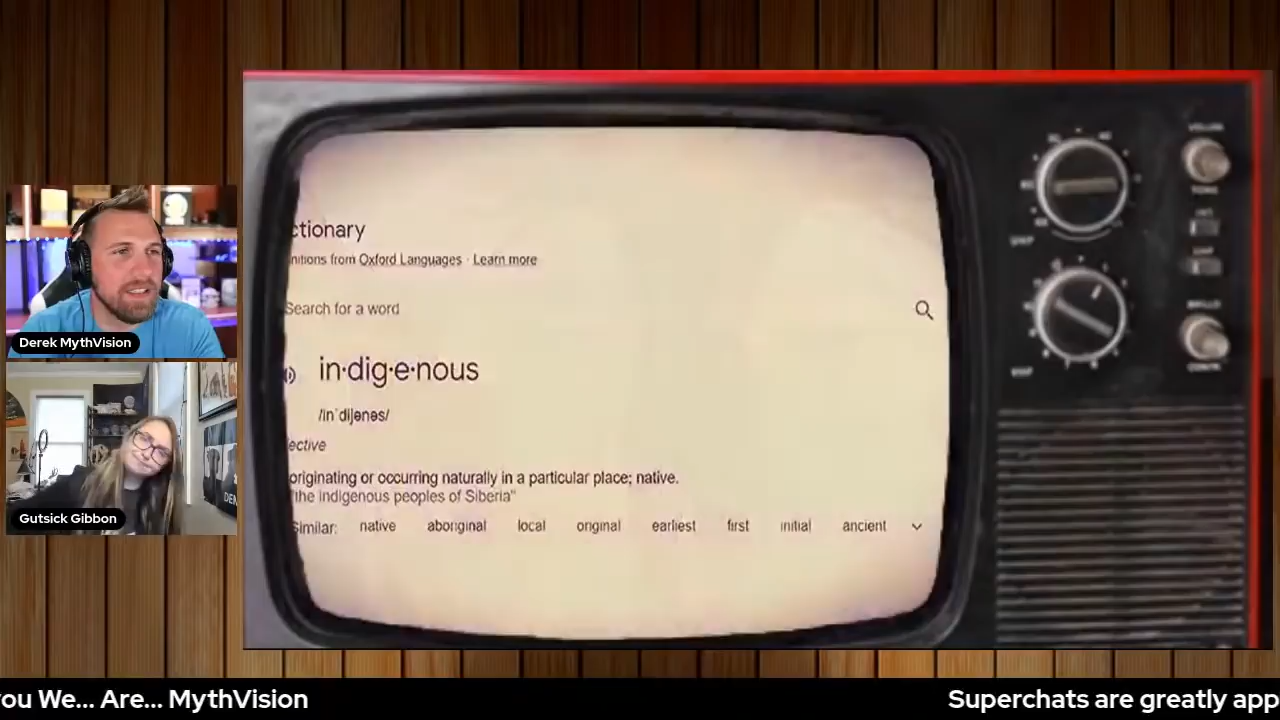 ctionary
nitions from Oxford Languages · Learn more
Search for a word
in·dig·e·nous
/inˈdijənəs/
ective
originating or occurring naturally in a particular place; native.
"the indigenous peoples of Siberia"
Similar: native aboriginal local original earliest first initial ancient
Derek MythVision
Gutsick Gibbon
DEN
you We... Are... MythVision
Superchats are greatly app